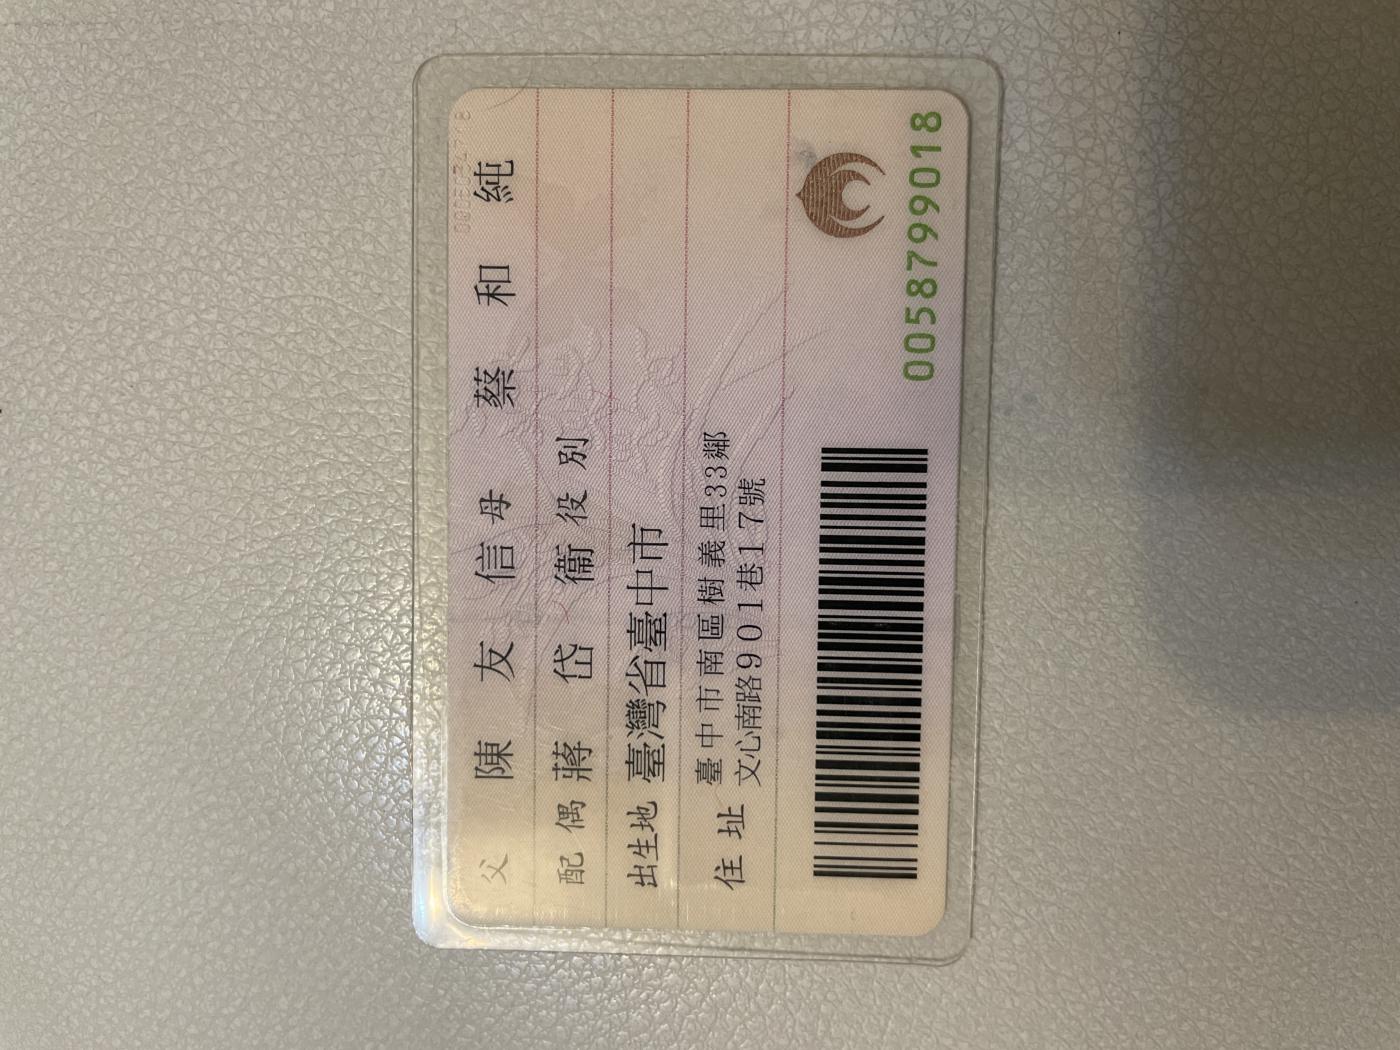 父 陳友信 母 蔡和純
配偶 蔣岱衞 役別
出生地 臺灣省臺中市
住址 臺中市南區樹義里33鄰
文心南路901巷17號
0058799018